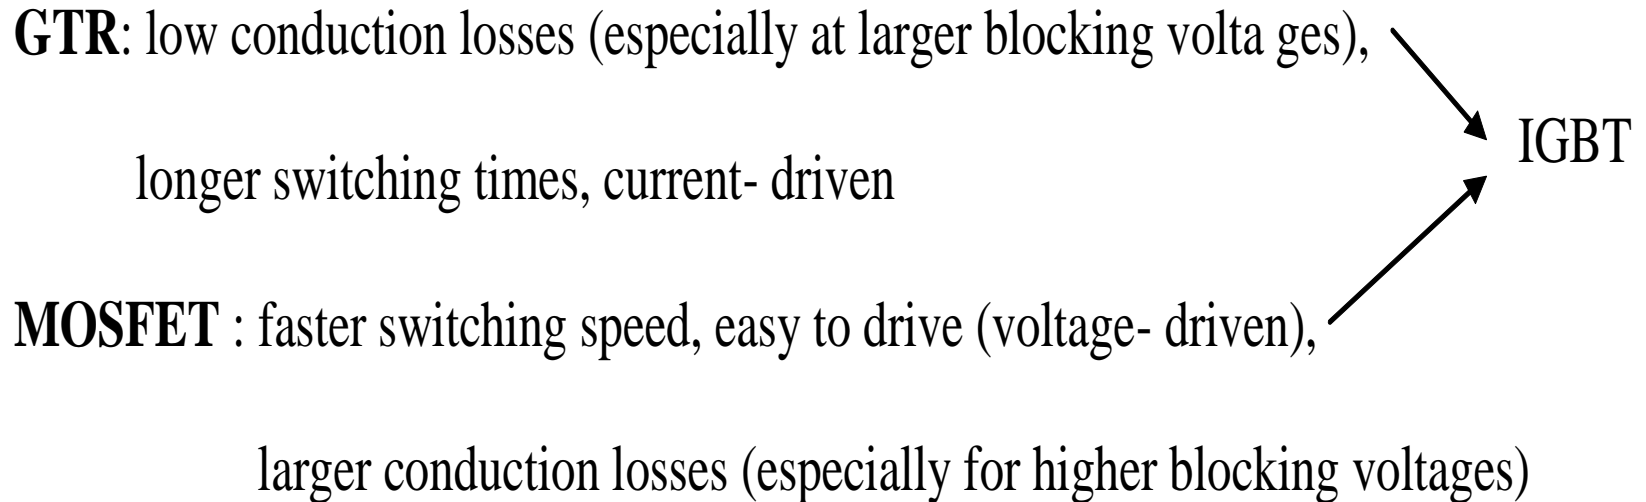 GTR: low conduction losses (especially at larger blocking volta ges),
IGBT
longer switching times, current- driven
MOSFET : faster switching speed, easy to drive (voltage- driven),
larger conduction losses (especially for higher blocking voltages)